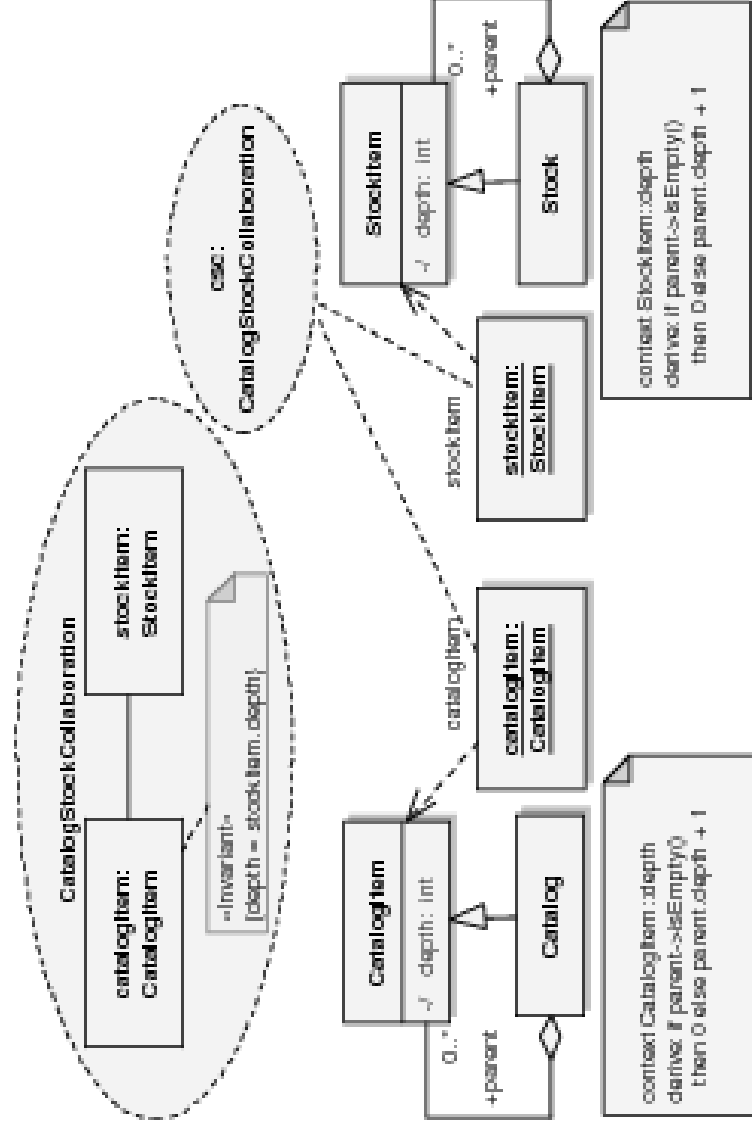 CatalogStockCollaboration
catalogItem:
CatalogItem
stockItem:
StockItem
«invariant»
{depth = stockItem.depth}
csc:
CatalogStockCollaboration
CatalogItem
-/ depth: int
0..*
+parent
Catalog
catalogItem
catalogItem:
CatalogItem
stockItem
stockItem:
StockItem
StockItem
-/ depth: int
0..*
+parent
Stock
context CatalogItem::depth
derive: if parent->isEmpty()
then 0 else parent.depth + 1
context StockItem::depth
derive: if parent->isEmpty()
then 0 else parent.depth + 1